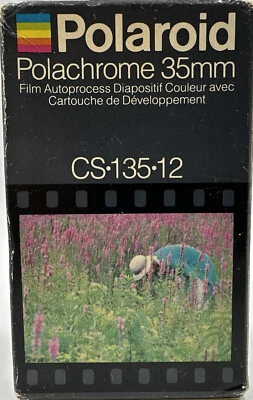 Polaroid
Polachrome 35mm
Film Autoprocess Diapositif Couleur avec
Cartouche de Développement
CS•135•12